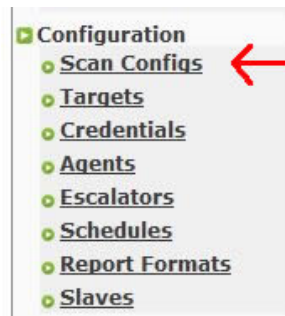 Configuration
Scan Configs
Targets
Credentials
Agents
Escalators
Schedules
Report Formats
Slaves